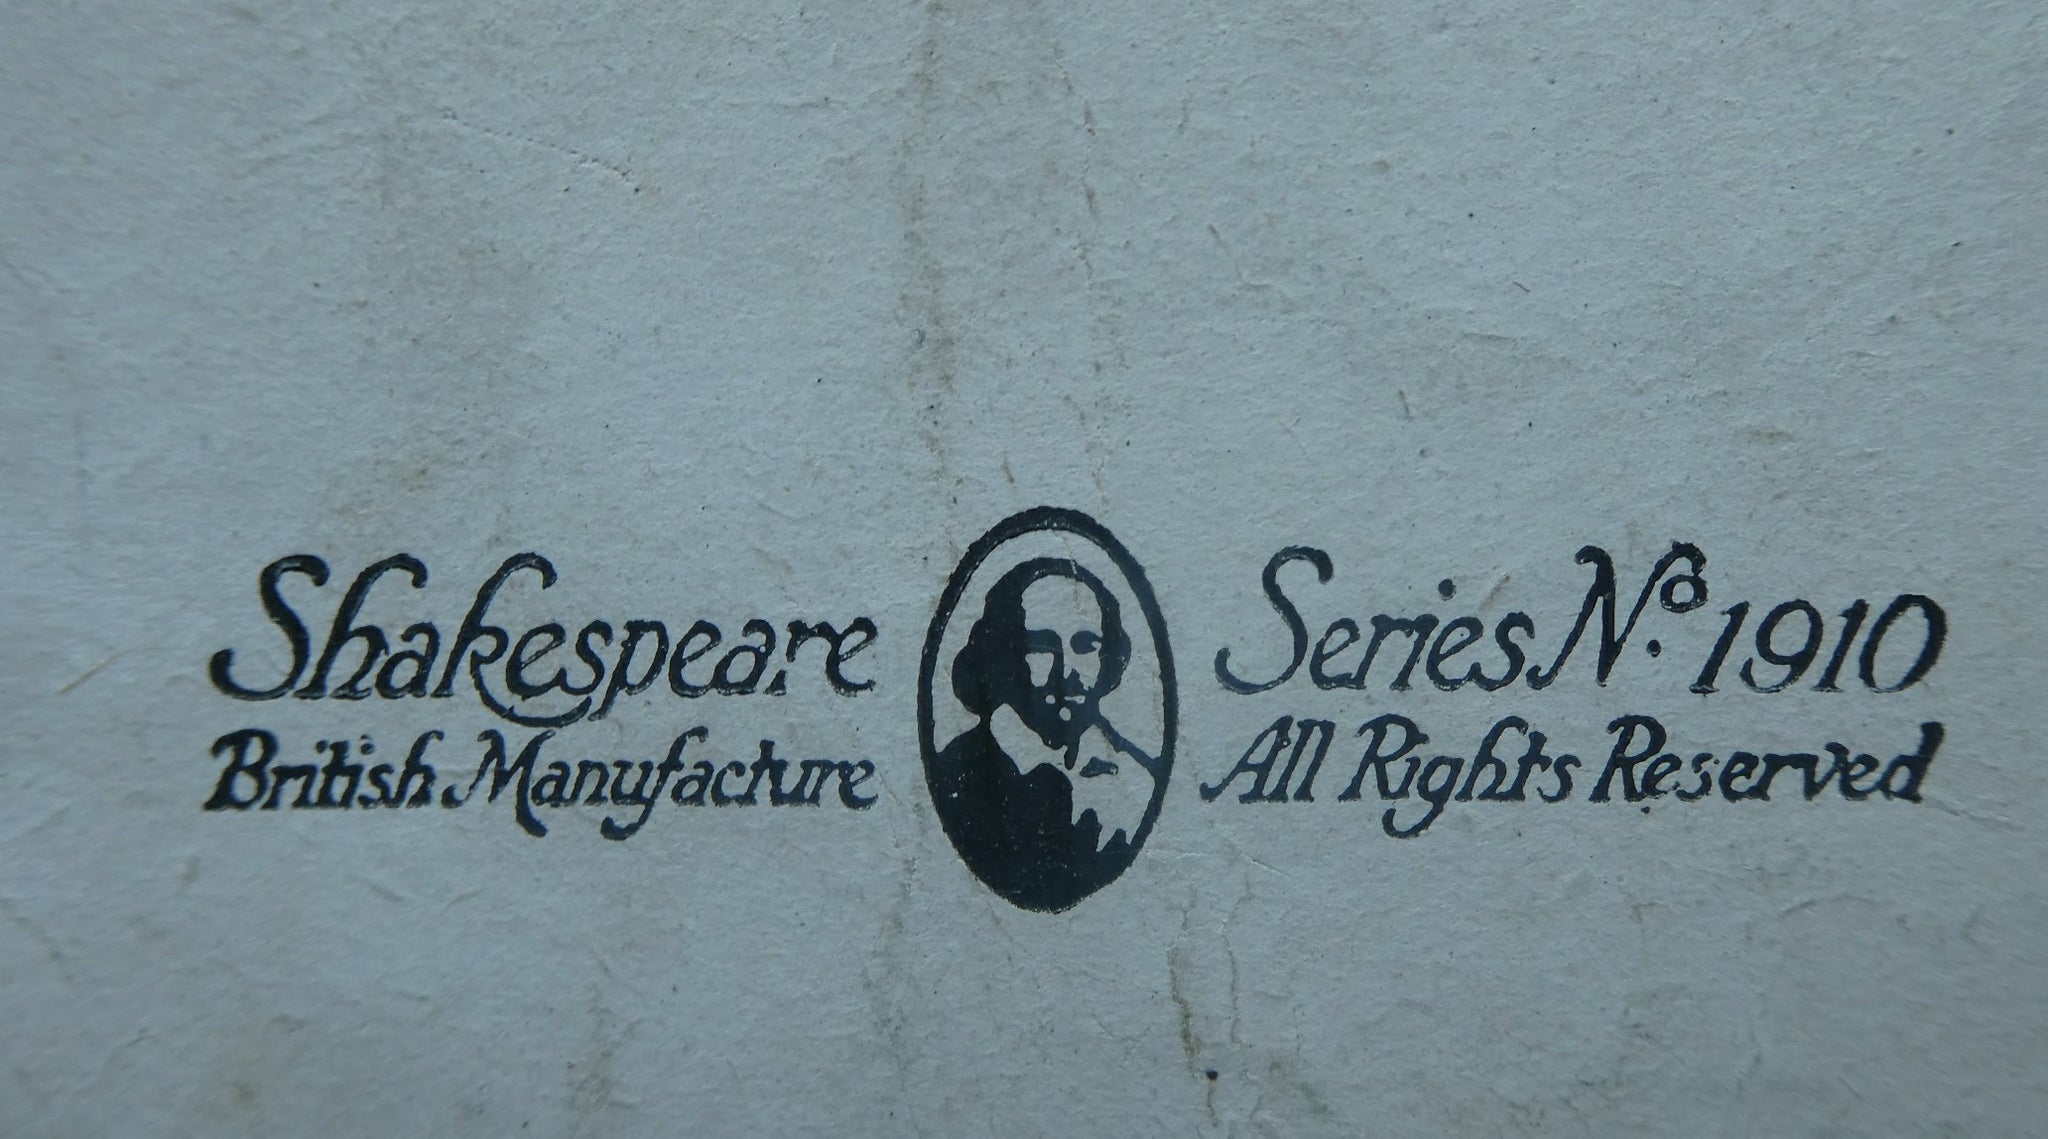 Shakespeare Series No. 1910
British Manufacture All Rights Reserved